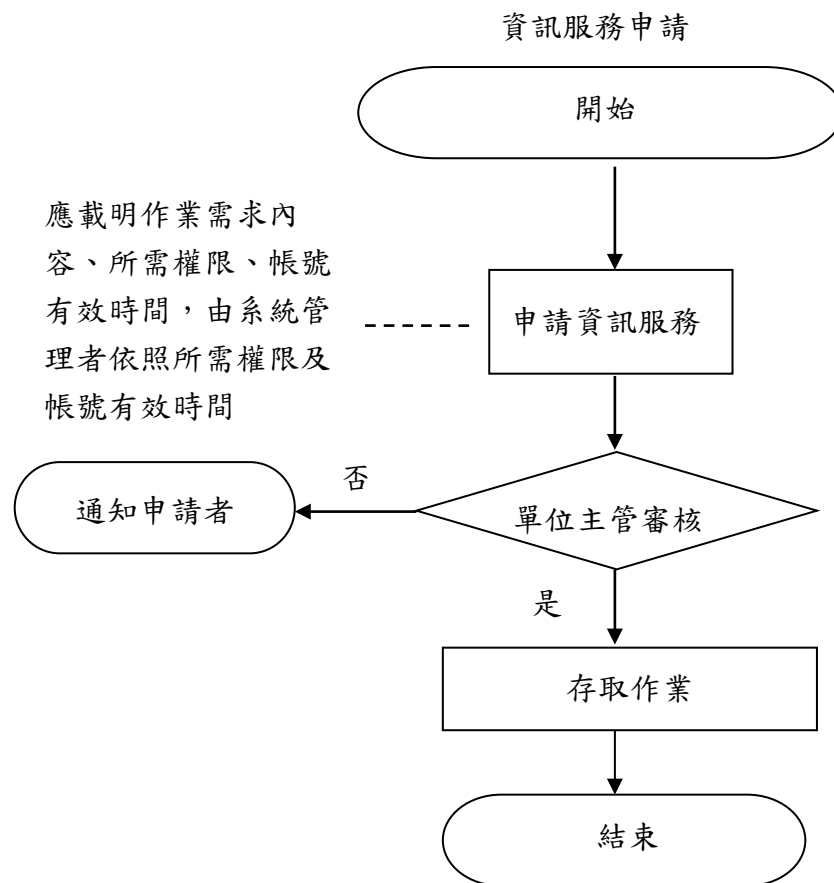 資訊服務申請
開始
應載明作業需求內
容、所需權限、帳號
有效時間，由系統管
理者依照所需權限及
帳號有效時間
申請資訊服務
否
通知申請者
單位主管審核
是
存取作業
結束